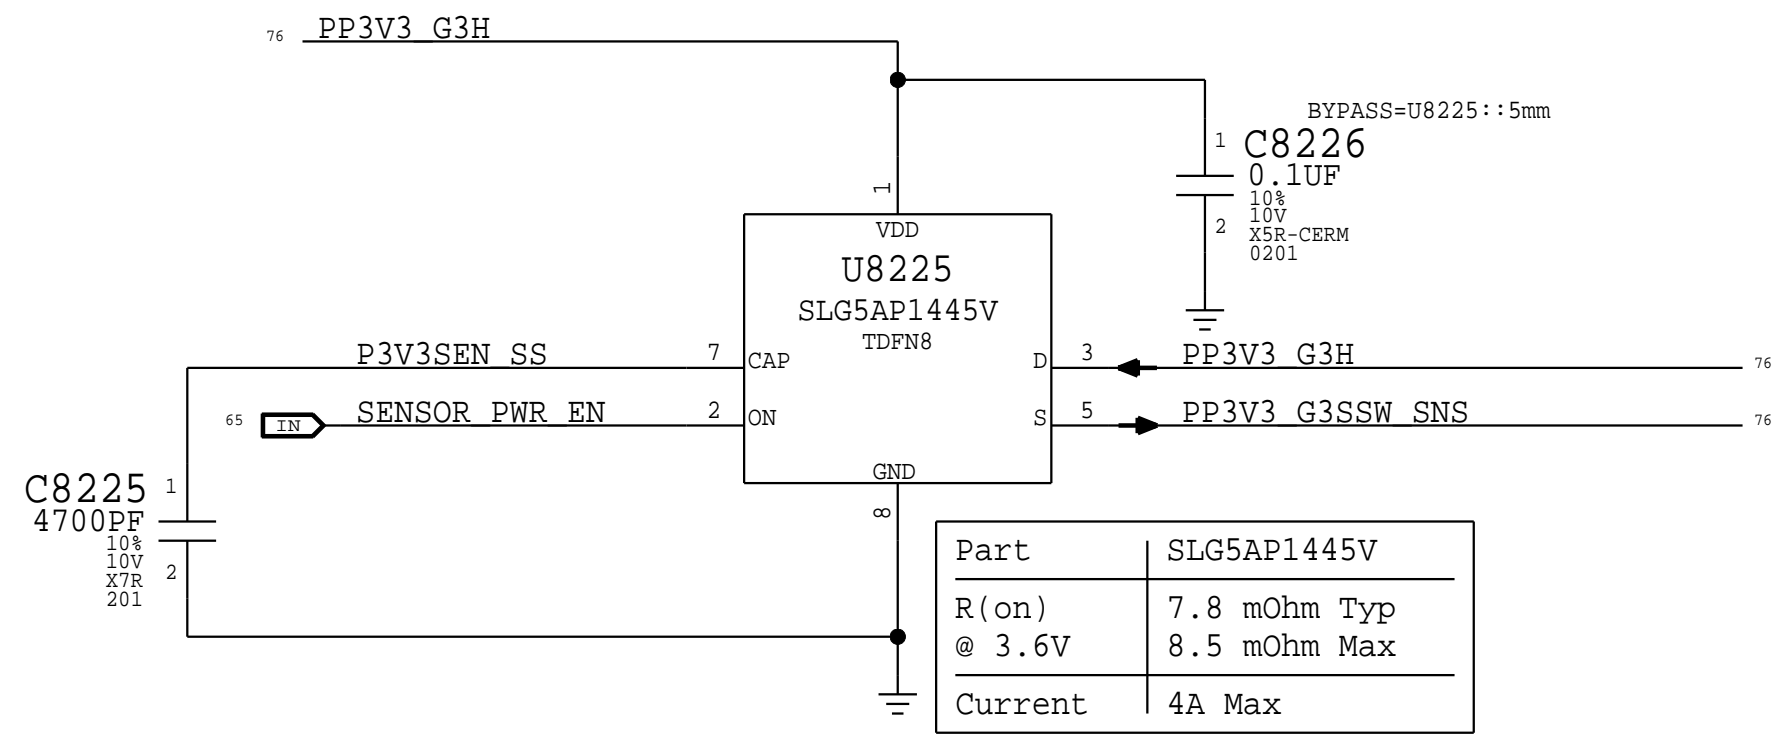 76 PP3V3_G3H
BYPASS=U8225::5mm
1 C8226
0.1UF
10%
10V
2 X5R-CERM
0201
1
VDD
U8225
SLG5AP1445V
TDFN8
P3V3SEN_SS 7 CAP
D 3 PP3V3_G3H 76
65 IN SENSOR_PWR_EN 2 ON
S 5 PP3V3_G3SSW_SNS 76
GND
8
C8225 1
4700PF
10%
10V
X7R 2
201
Part SLG5AP1445V
R(on) 7.8 mOhm Typ
@ 3.6V 8.5 mOhm Max
Current 4A Max